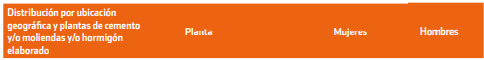 Distribución por ubicación
geográfica y plantas de cemento
y/o moliendas y/o hormigón
elaborado
Planta
Mujeres
Hombres